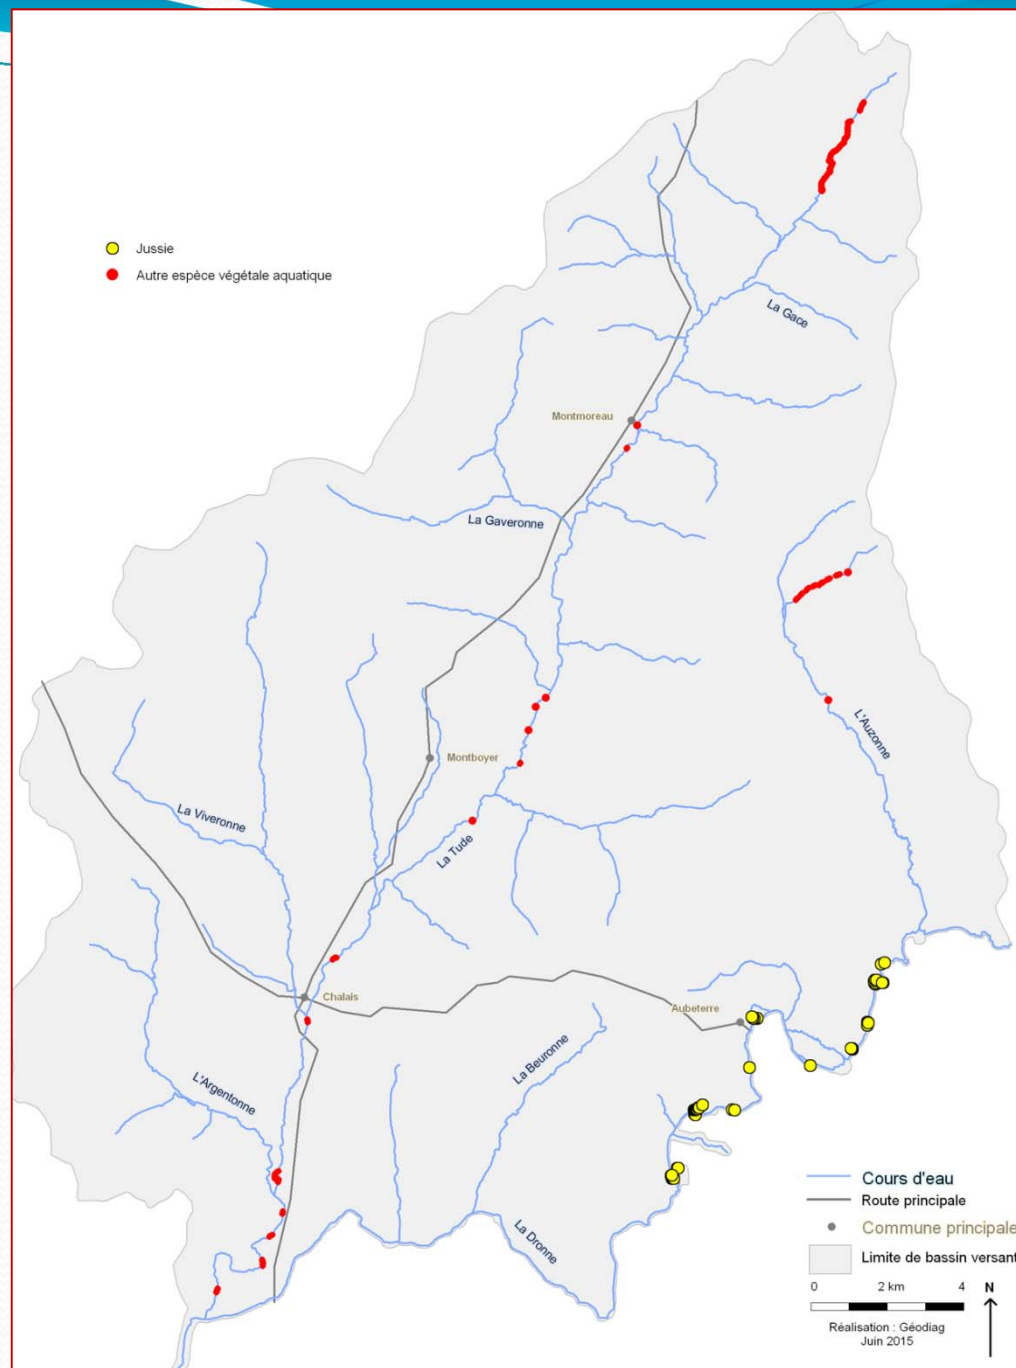 Jussie
Autre espèce végétale aquatique
La Gace
Montmoreau
La Gaveronne
L'Auzonne
Montboyer
La Viveronne
La Tude
Chalais
Aubeterre
La Beuronne
L'Argentonne
La Dronne
Cours d'eau
Route principale
Commune principale
Limite de bassin versant
0 2 km 4 N
Réalisation : Géodiag
Juin 2015